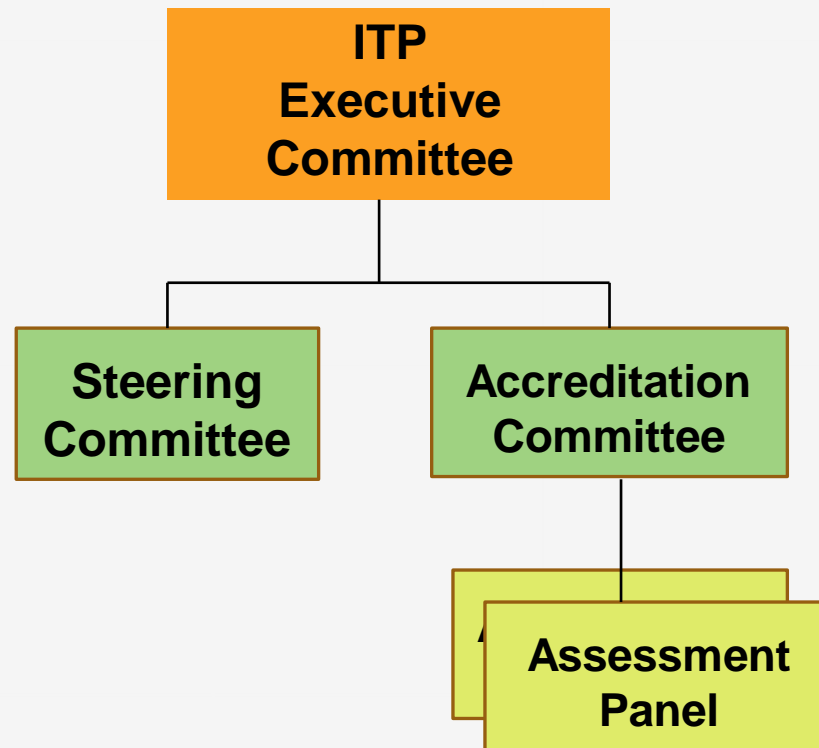 ITP
Executive
Committee
Steering
Committee
Accreditation
Committee
Assessment
Panel